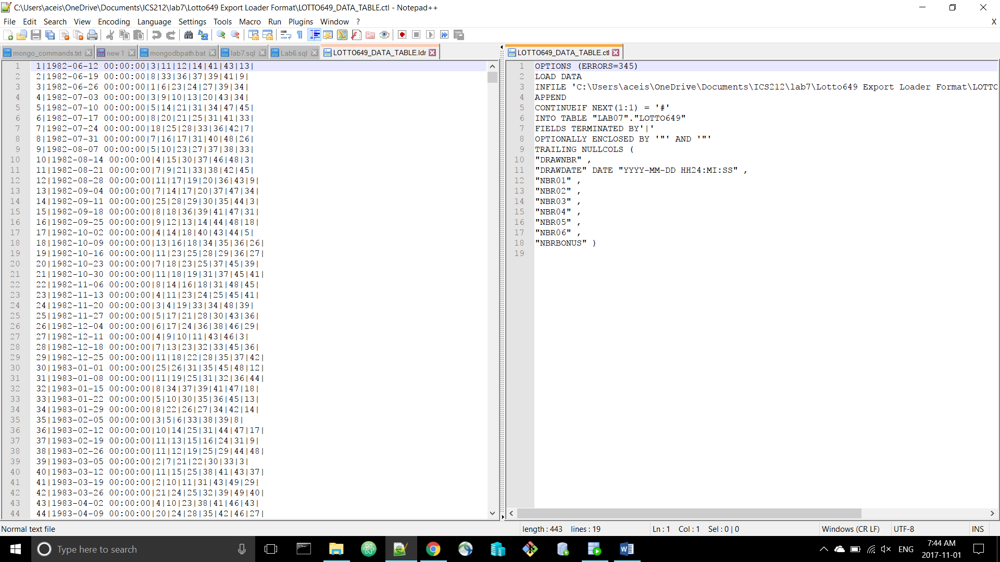 C:\Users\aceis\OneDrive\Documents\ICS212\lab7\Lotto649 Export Loader Format\LOTTO649_DATA_TABLE.ctl - Notepad++
File Edit Search View Encoding Language Settings Tools Macro Run Plugins Window ?
X
mongo_commands.txt new 1 mongodbpath.bat lab7.sql Lab6.sql LOTTO649_DATA_TABLE.ldr
1 1|1982-06-12 00:00:00|3|11|12|14|41|43|13|
2 2|1982-06-19 00:00:00|8|33|36|37|39|41|9|
3 3|1982-06-26 00:00:00|1|6|23|24|27|39|34|
4 4|1982-07-03 00:00:00|3|9|10|13|20|43|34|
5 5|1982-07-10 00:00:00|5|14|21|31|34|47|45|
6 6|1982-07-17 00:00:00|8|20|21|25|31|41|33|
7 7|1982-07-24 00:00:00|18|25|28|33|36|42|7|
8 8|1982-07-31 00:00:00|7|16|17|31|40|48|26|
9 9|1982-08-07 00:00:00|5|10|23|27|37|38|33|
10 10|1982-08-14 00:00:00|4|15|30|37|46|48|3|
11 11|1982-08-21 00:00:00|7|9|21|33|38|42|45|
12 12|1982-08-28 00:00:00|11|17|19|20|36|43|9|
13 13|1982-09-04 00:00:00|7|14|17|20|37|47|34|
14 14|1982-09-11 00:00:00|25|28|29|30|35|44|3|
15 15|1982-09-18 00:00:00|8|18|36|39|41|47|31|
16 16|1982-09-25 00:00:00|9|12|13|14|44|48|18|
17 17|1982-10-02 00:00:00|4|14|18|40|43|44|5|
18 18|1982-10-09 00:00:00|13|16|18|34|35|36|26|
19 19|1982-10-16 00:00:00|11|23|25|28|29|36|27|
20 20|1982-10-23 00:00:00|7|18|23|25|37|45|39|
21 21|1982-10-30 00:00:00|11|18|19|31|37|45|41|
22 22|1982-11-06 00:00:00|8|14|16|18|31|48|45|
23 23|1982-11-13 00:00:00|4|11|23|24|25|45|41|
24 24|1982-11-20 00:00:00|3|4|19|33|34|48|39|
25 25|1982-11-27 00:00:00|5|17|21|28|30|43|36|
26 26|1982-12-04 00:00:00|6|17|24|36|38|46|29|
27 27|1982-12-11 00:00:00|4|9|10|11|43|46|3|
28 28|1982-12-18 00:00:00|7|13|23|32|33|45|36|
29 29|1982-12-25 00:00:00|11|18|22|28|35|37|42|
30 30|1983-01-01 00:00:00|25|26|31|35|45|48|12|
31 31|1983-01-08 00:00:00|11|19|25|31|32|36|44|
32 32|1983-01-15 00:00:00|8|34|37|39|41|47|18|
33 33|1983-01-22 00:00:00|5|10|30|35|36|45|13|
34 34|1983-01-29 00:00:00|8|22|26|27|34|42|14|
35 35|1983-02-05 00:00:00|3|5|6|33|38|39|8|
36 36|1983-02-12 00:00:00|10|14|25|31|44|47|17|
37 37|1983-02-19 00:00:00|11|13|15|16|24|31|9|
38 38|1983-02-26 00:00:00|11|12|19|25|29|44|48|
39 39|1983-03-05 00:00:00|2|7|21|22|30|33|3|
40 40|1983-03-12 00:00:00|11|15|25|38|41|43|37|
41 41|1983-03-19 00:00:00|2|10|11|31|43|49|29|
42 42|1983-03-26 00:00:00|21|24|25|32|39|49|40|
43 43|1983-04-02 00:00:00|4|10|23|38|41|46|43|
44 44|1983-04-09 00:00:00|20|24|28|35|42|46|27|
LOTTO649_DATA_TABLE.ctl
1 OPTIONS (ERRORS=345)
2 LOAD DATA
3 INFILE 'C:\Users\aceis\OneDrive\Documents\ICS212\lab7\Lotto649 Export Loader Format\LOTTO
4 APPEND
5 CONTINUEIF NEXT(1:1) = '#'
6 INTO TABLE "LAB07"."LOTTO649"
7 FIELDS TERMINATED BY'|'
8 OPTIONALLY ENCLOSED BY '"' AND '"'
9 TRAILING NULLCOLS (
10 "DRAWNBR" ,
11 "DRAWDATE" DATE "YYYY-MM-DD HH24:MI:SS" ,
12 "NBR01" ,
13 "NBR02" ,
14 "NBR03" ,
15 "NBR04" ,
16 "NBR05" ,
17 "NBR06" ,
18 "NBRBONUS" )
19
Normal text file length : 443 lines : 19 Ln : 1 Col : 1 Sel : 0 | 0 Windows (CR LF) UTF-8 INS
Type here to search
ENG
7:44 AM
2017-11-01